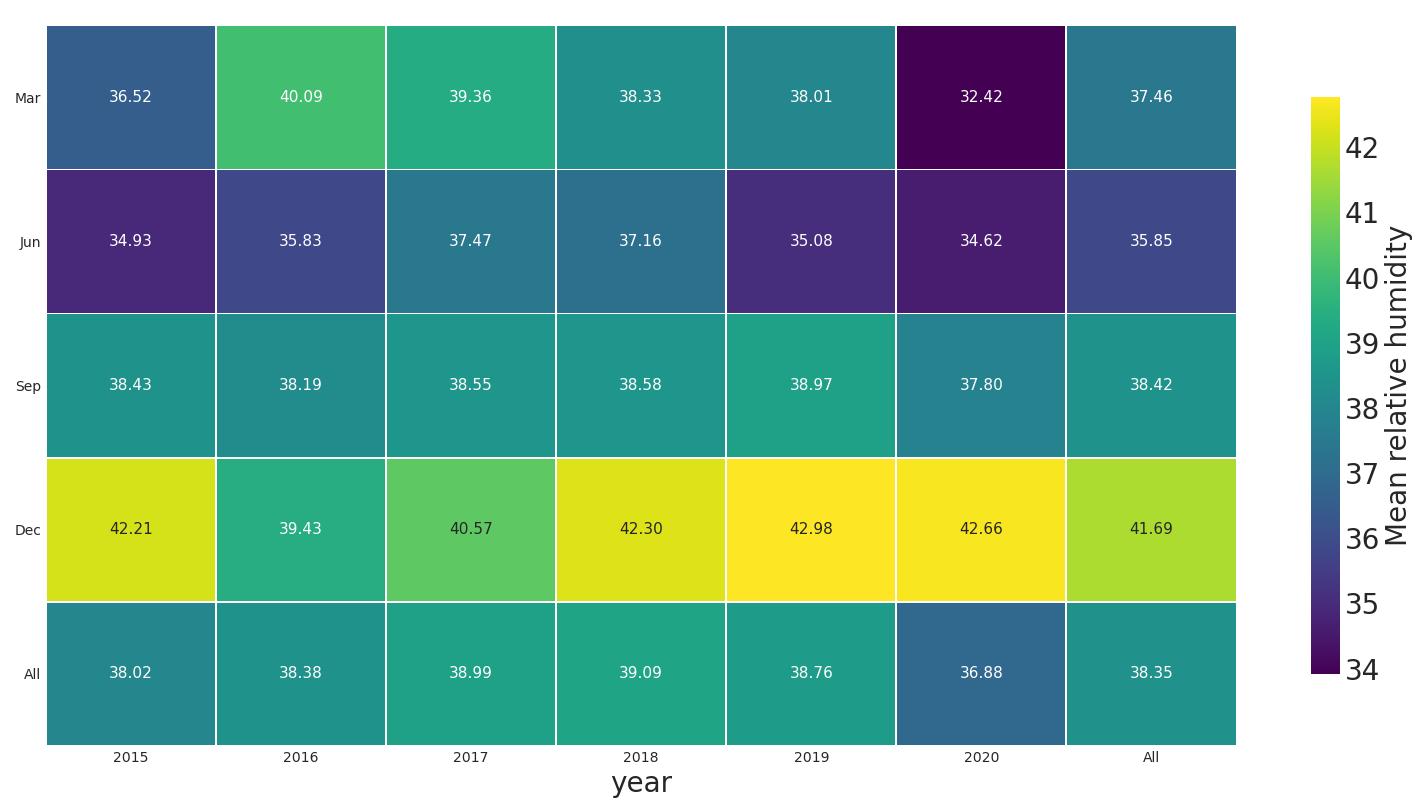 Mar 36.52 40.09 39.36 38.33 38.01 32.42 37.46
Jun 34.93 35.83 37.47 37.16 35.08 34.62 35.85
Sep 38.43 38.19 38.55 38.58 38.97 37.80 38.42
Dec 42.21 39.43 40.57 42.30 42.98 42.66 41.69
All 38.02 38.38 38.99 39.09 38.76 36.88 38.35
2015 2016 2017 2018 2019 2020 All
year
42
41
40
39
38
37
36
35
34
Mean relative humidity